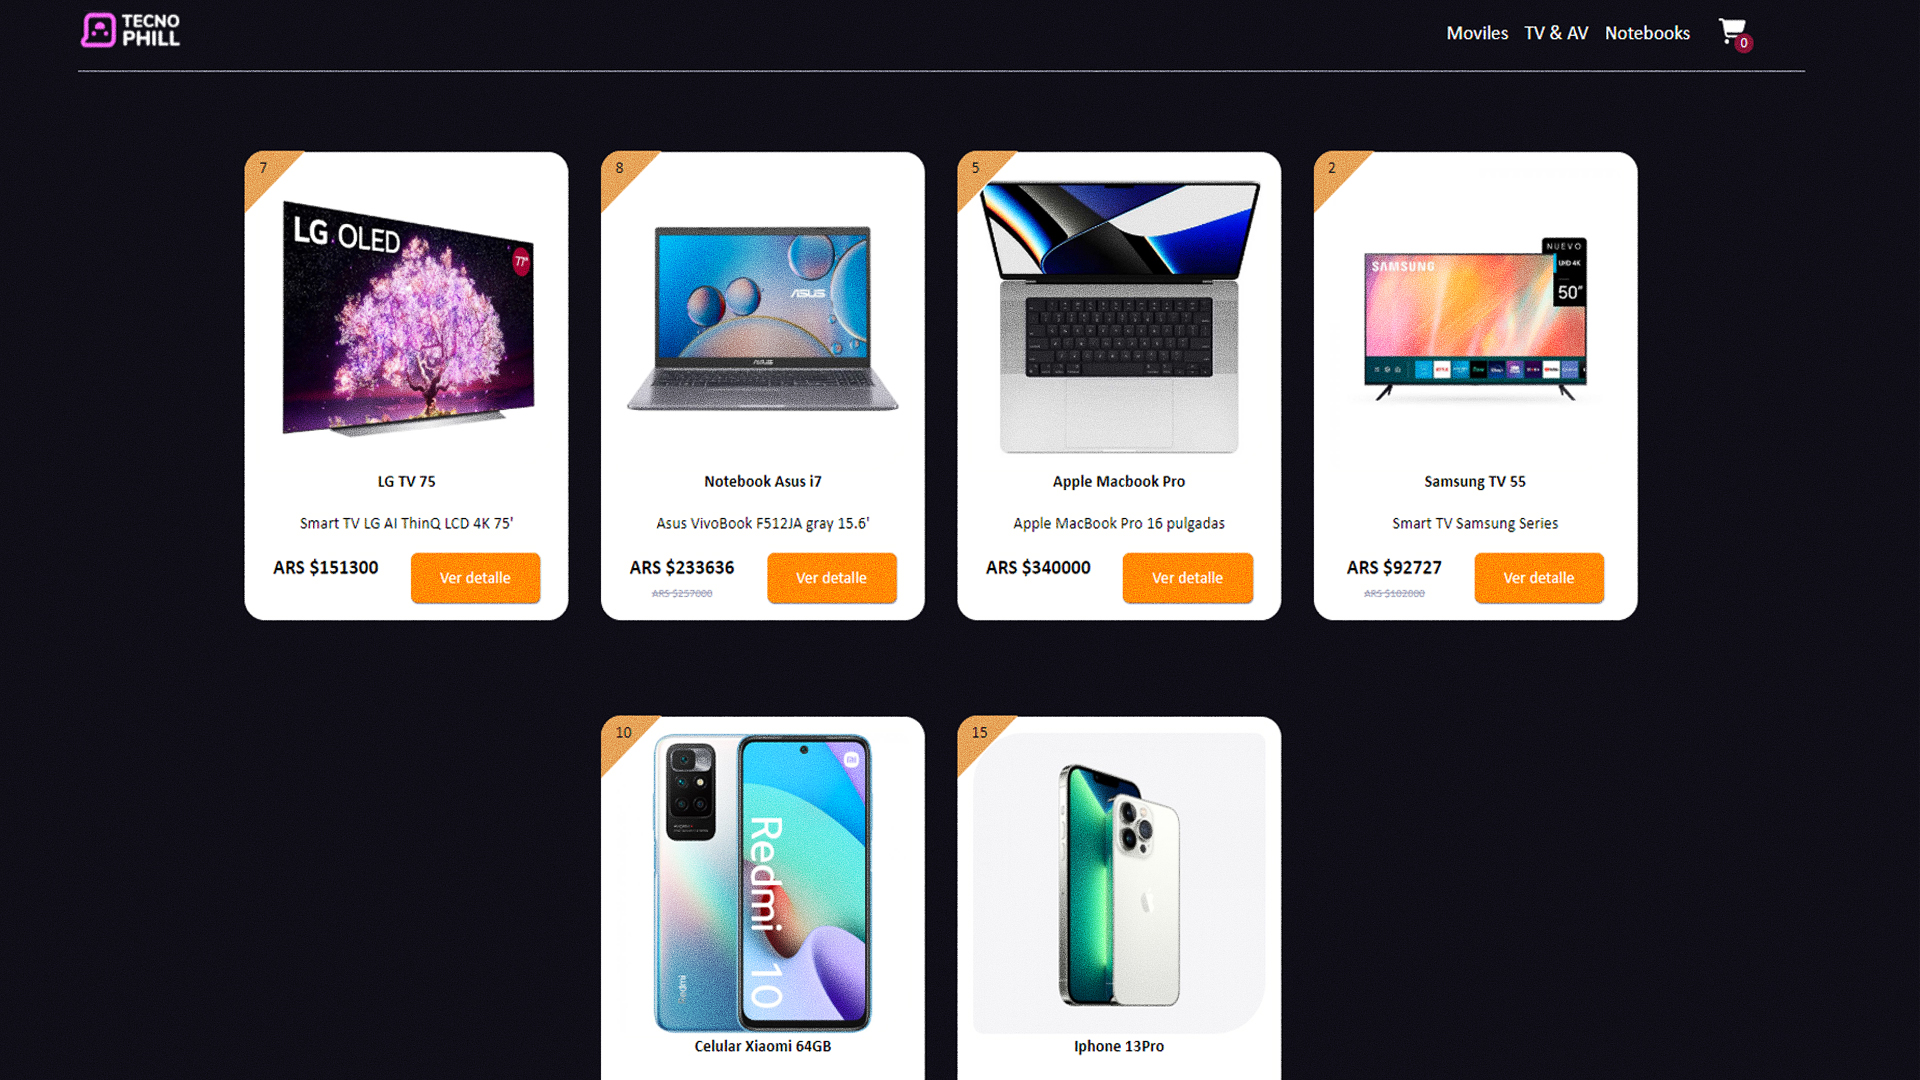 TECNO
PHILL
Moviles TV & AV Notebooks
0
7
LG OLED
77"
LG TV 75
Smart TV LG AI ThinQ LCD 4K 75'
ARS $151300
Ver detalle
8
ASUS
ASUS
Notebook Asus i7
Asus VivoBook F512JA gray 15.6'
ARS $233636
ARS $257000
Ver detalle
5
Apple Macbook Pro
Apple MacBook Pro 16 pulgadas
ARS $340000
Ver detalle
2
SAMSUNG
NUEVO
UHD 4K
50"
Samsung TV 55
Smart TV Samsung Series
ARS $92727
ARS $102000
Ver detalle
10
Redmi 10
Redmi
Celular Xiaomi 64GB
15
Iphone 13Pro